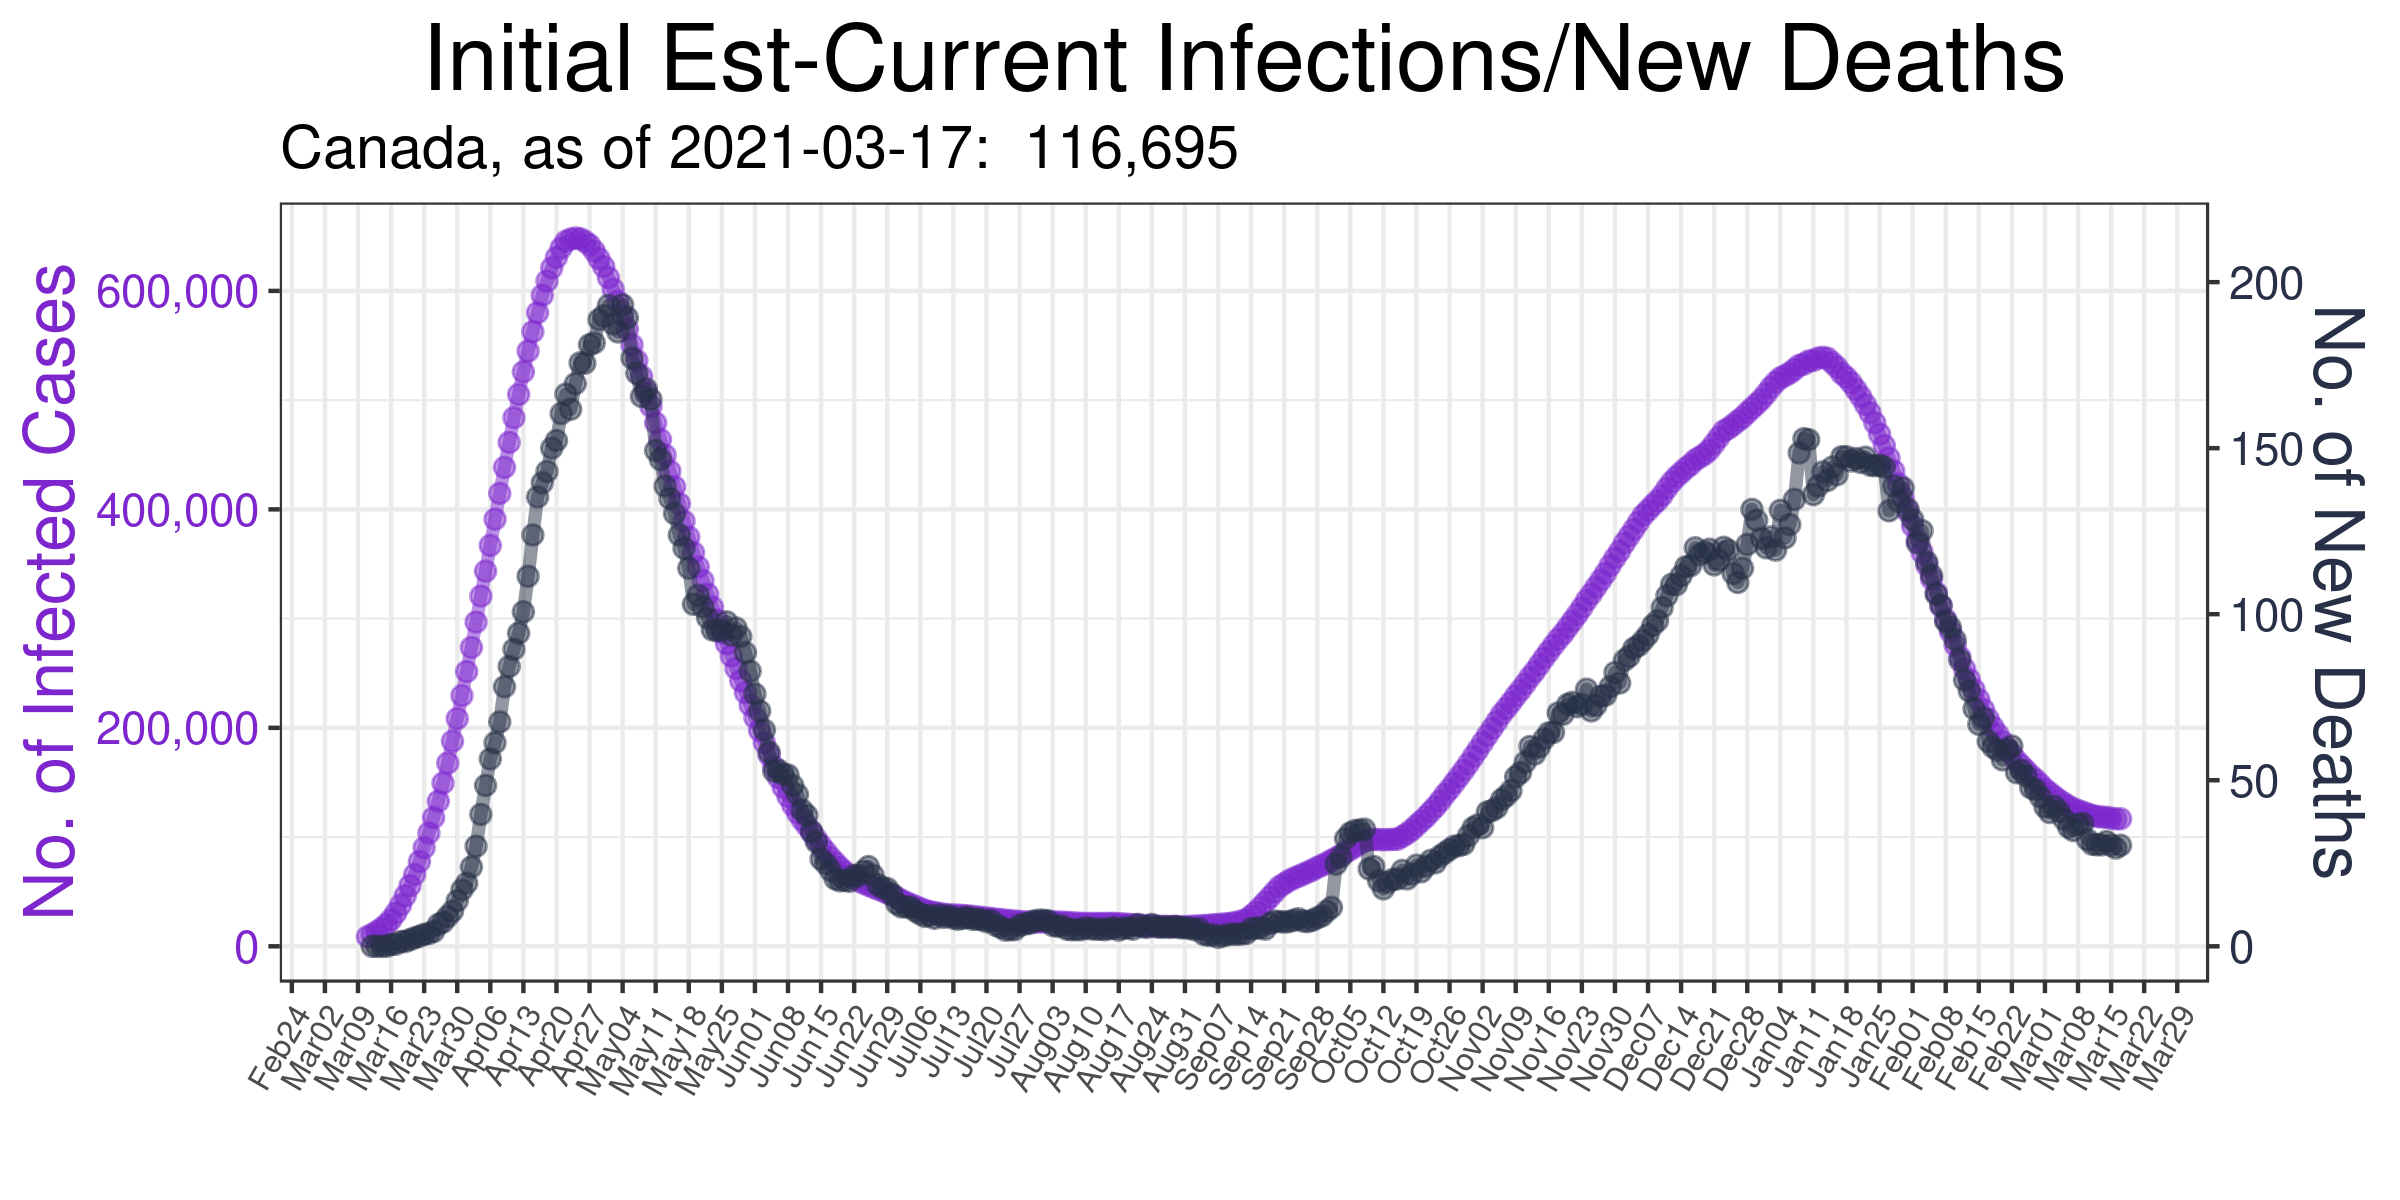 Initial Est-Current Infections/New Deaths
Canada, as of 2021-03-17:  116,695
No. of Infected Cases
600,000
400,000
200,000
0
200
150
100
50
0
No. of New Deaths
Feb24
Mar02
Mar09
Mar16
Mar23
Mar30
Apr06
Apr13
Apr20
Apr27
May04
May11
May18
May25
Jun01
Jun08
Jun15
Jun22
Jun29
Jul06
Jul13
Jul20
Jul27
Aug03
Aug10
Aug17
Aug24
Aug31
Sep07
Sep14
Sep21
Sep28
Oct05
Oct12
Oct19
Oct26
Nov02
Nov09
Nov16
Nov23
Nov30
Dec07
Dec14
Dec21
Dec28
Jan04
Jan11
Jan18
Jan25
Feb01
Feb08
Feb15
Feb22
Mar01
Mar08
Mar15
Mar22
Mar29